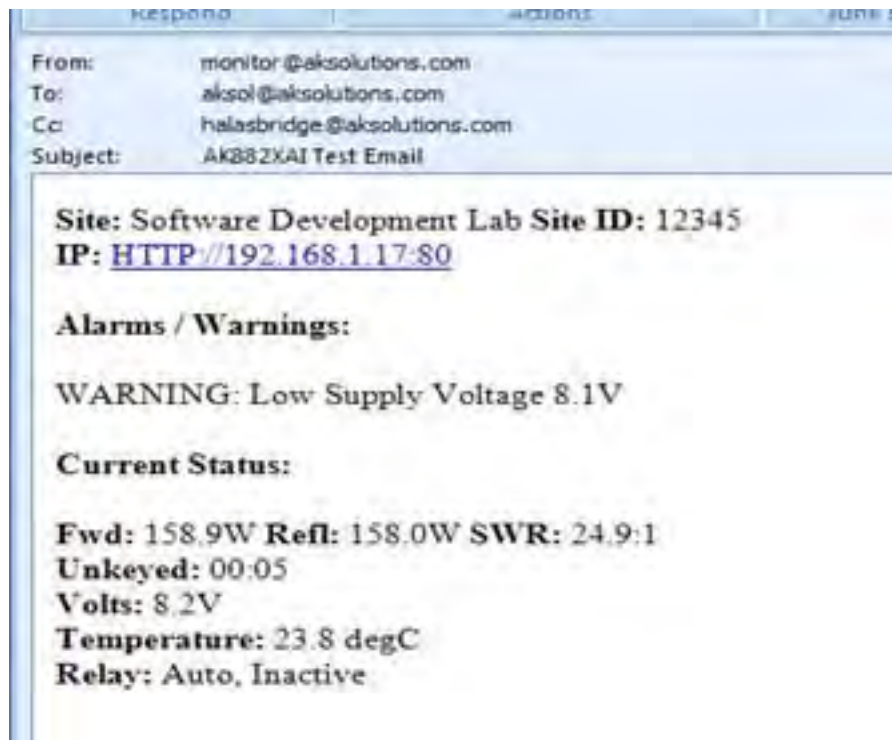 Respond
Actions
From: monitor@aksolutions.com
To: aksol@aksolutions.com
Cc: halasbridge@aksolutions.com
Subject: AK882XAI Test Email
Site: Software Development Lab Site ID: 12345
IP: HTTP://192.168.1.17:80
Alarms / Warnings:
WARNING: Low Supply Voltage 8.1V
Current Status:
Fwd: 158.9W Refl: 158.0W SWR: 24.9:1
Unkeyed: 00:05
Volts: 8.2V
Temperature: 23.8 degC
Relay: Auto, Inactive